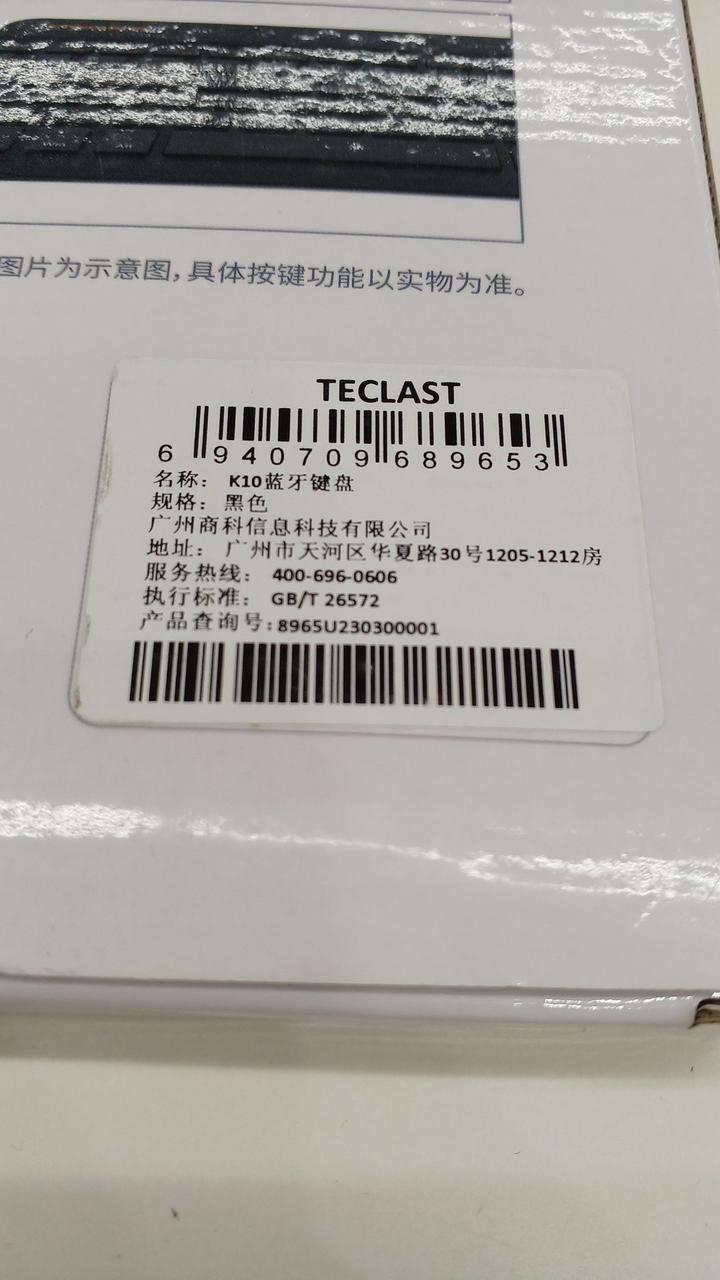 图片为示意图，具体按键功能以实物为准。
TECLAST
6 940709 689653
名称： K10蓝牙键盘
规格： 黑色
广州商科信息科技有限公司
地址： 广州市天河区华夏路30号1205-1212房
服务热线： 400-696-0606
执行标准： GB/T 26572
产品查询号：8965U230300001